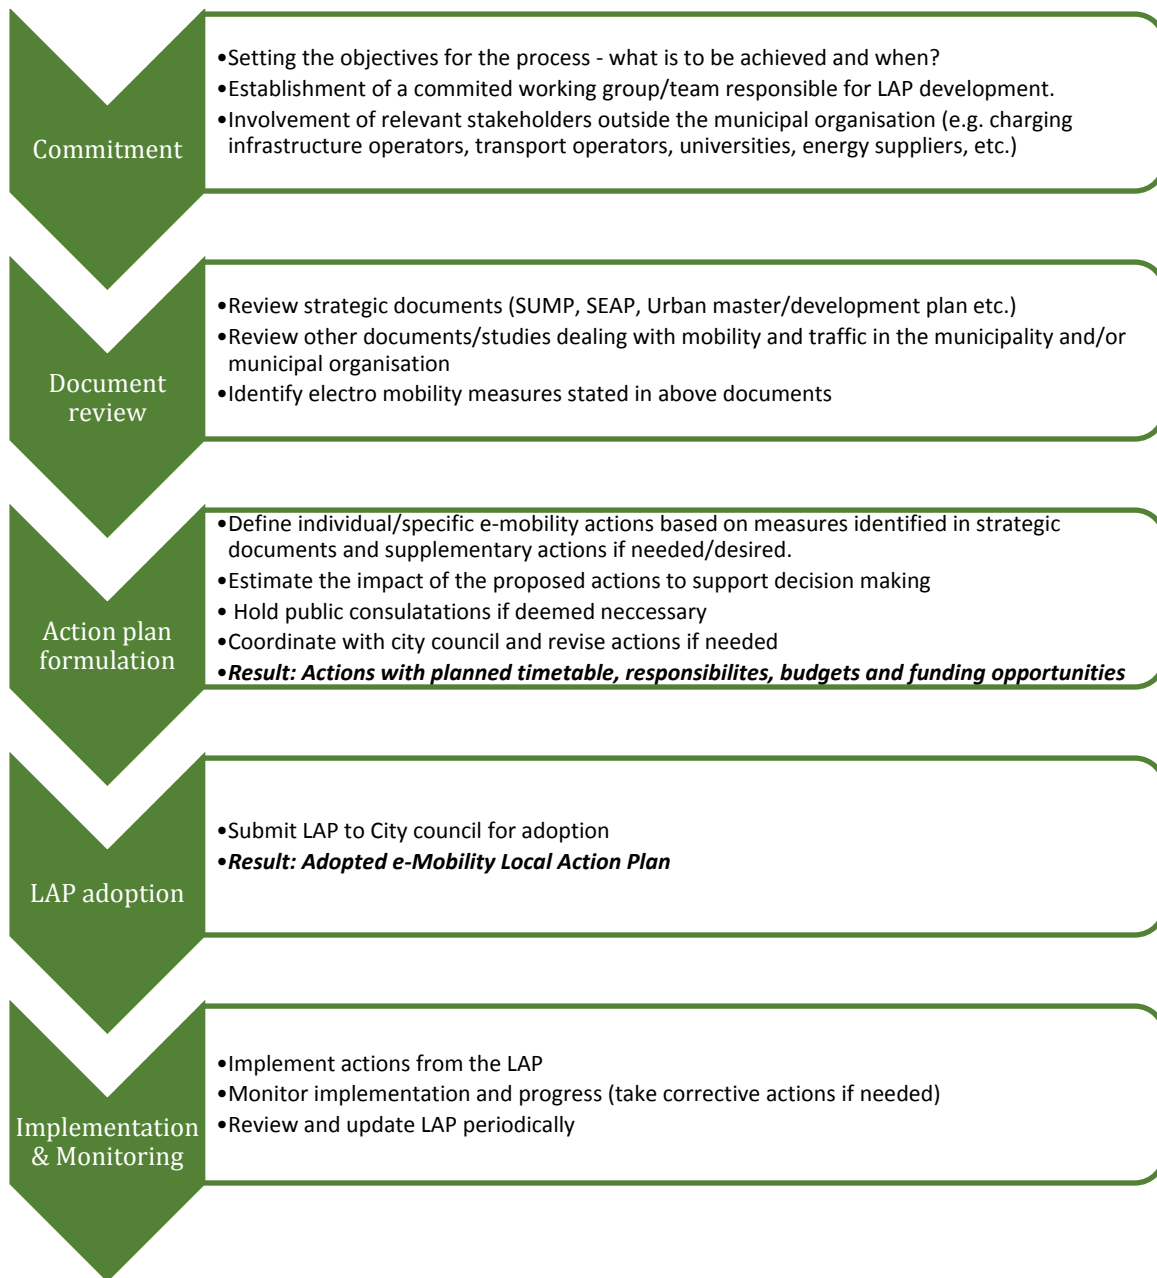 Commitment
•Setting the objectives for the process - what is to be achieved and when?
•Establishment of a commited working group/team responsible for LAP development.
•Involvement of relevant stakeholders outside the municipal organisation (e.g. charging
infrastructure operators, transport operators, universities, energy suppliers, etc.)
Document
review
•Review strategic documents (SUMP, SEAP, Urban master/development plan etc.)
•Review other documents/studies dealing with mobility and traffic in the municipality and/or
municipal organisation
•Identify electro mobility measures stated in above documents
Action plan
formulation
•Define individual/specific e-mobility actions based on measures identified in strategic
documents and supplementary actions if needed/desired.
•Estimate the impact of the proposed actions to support decision making
• Hold public consulatations if deemed neccessary
•Coordinate with city council and revise actions if needed
•Result: Actions with planned timetable, responsibilites, budgets and funding opportunities
LAP adoption
•Submit LAP to City council for adoption
•Result: Adopted e-Mobility Local Action Plan
Implementation
& Monitoring
•Implement actions from the LAP
•Monitor implementation and progress (take corrective actions if needed)
•Review and update LAP periodically